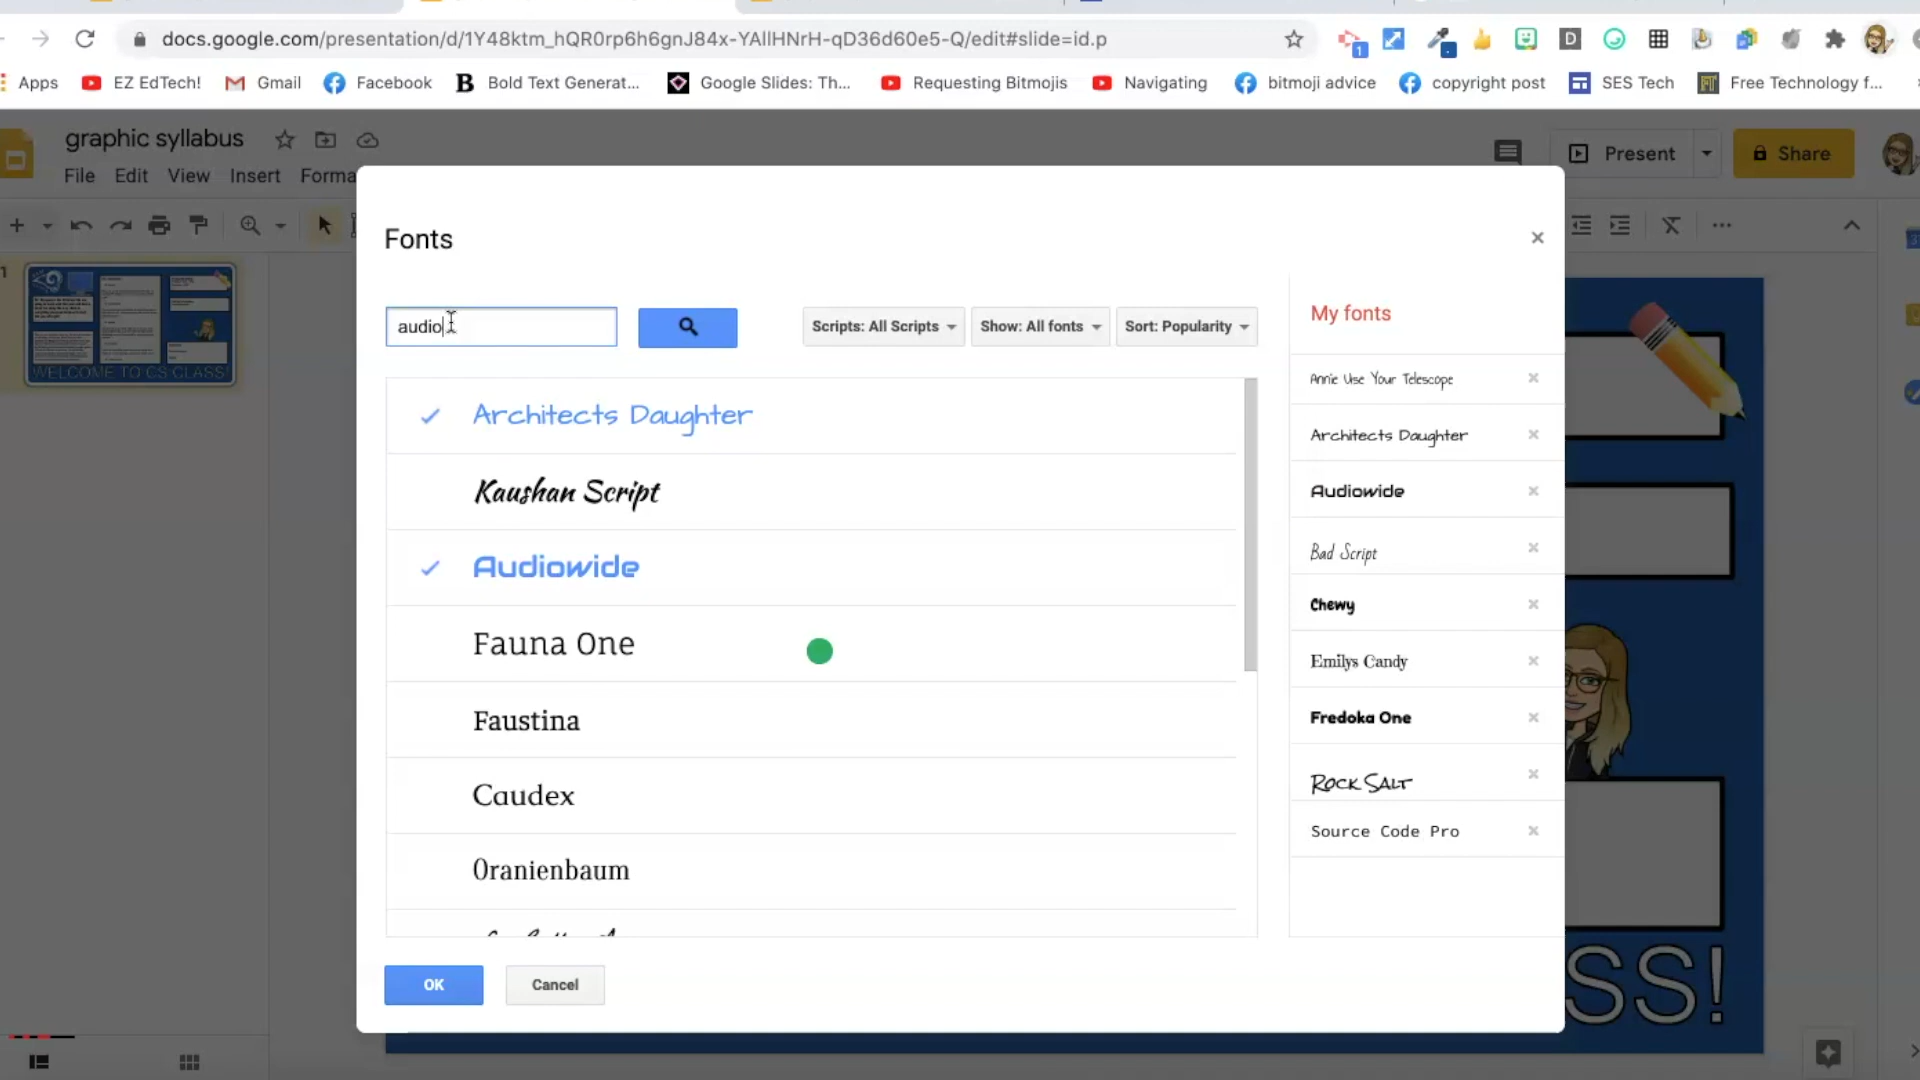 docs.google.com/presentation/d/1Y48ktm_hQR0rp6h6gnJ84x-YAllHNrH-qD36d60e5-Q/edit#slide=id.p
1
D
Apps EZ EdTech! Gmail Facebook B Bold Text Generat... Google Slides: Th... Requesting Bitmojis Navigating bitmoji advice copyright post SES Tech FT Free Technology f...
graphic syllabus
Present
Share
File Edit View Insert Forma
Fonts
audio
Scripts: All Scripts
Show: All fonts
Sort: Popularity
My fonts
Architects Daughter
Kaushan Script
Audiowide
Fauna One
Faustina
Caudex
Oranienbaum
Annie Use Your Telescope
Architects Daughter
Audiowide
Bad Script
Chewy
Emilys Candy
Fredoka One
Rock Salt
Source Code Pro
OK
Cancel
1
WELCOME TO CS CLASS!
SS!